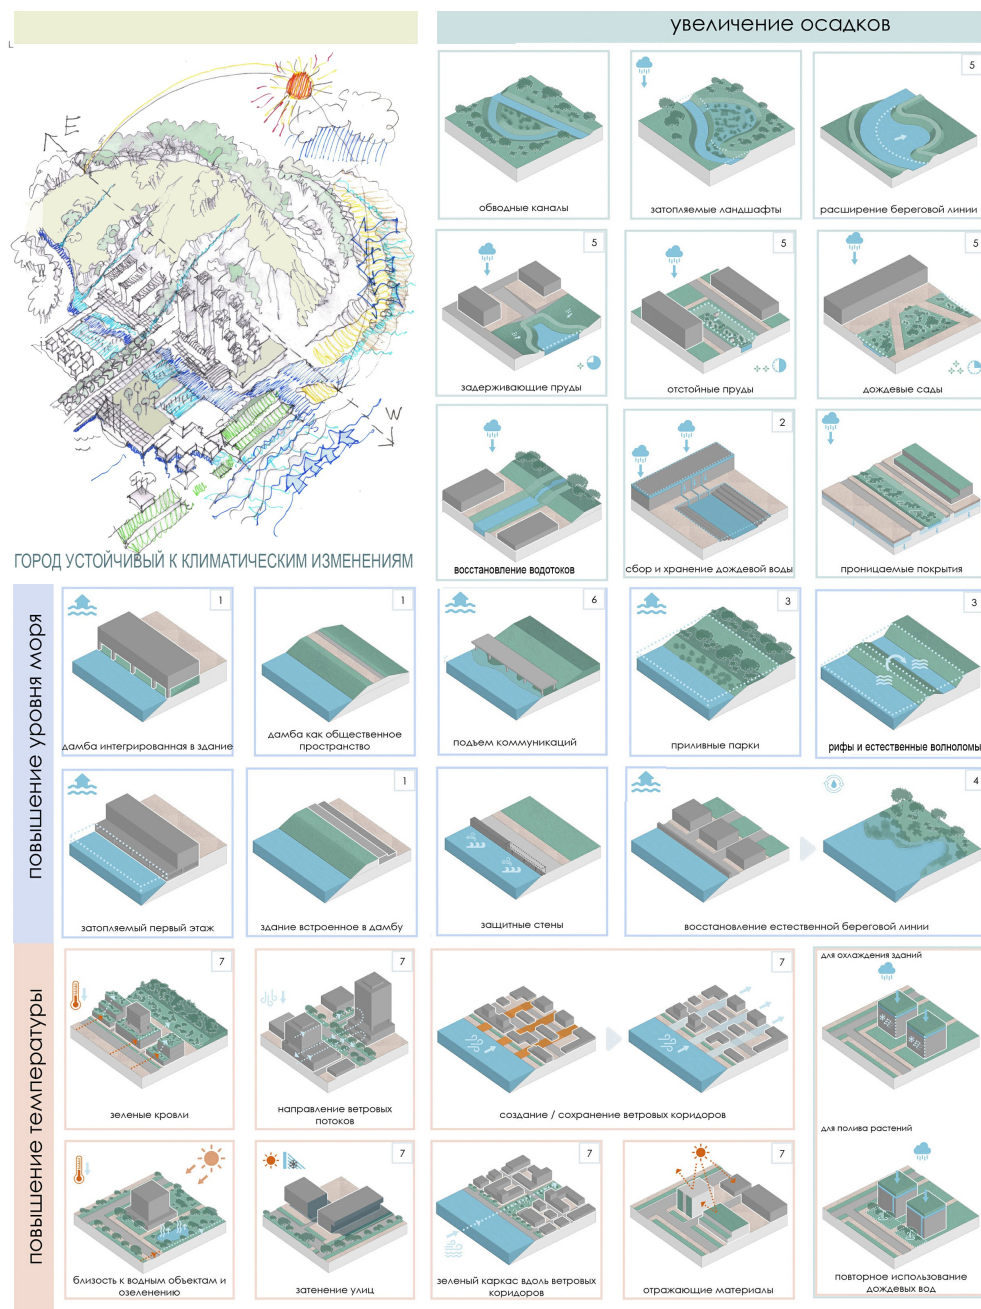 увеличение осадков
обводные каналы
затопляемые ландшафты
5
расширение береговой линии
E
W
5
задерживающие пруды
5
отстойные пруды
5
дождевые сады
восстановление водотоков
2
сбор и хранение дождевой воды
проницаемые покрытия
ГОРОД УСТОЙЧИВЫЙ К КЛИМАТИЧЕСКИМ ИЗМЕНЕНИЯМ
повышение уровня моря
1
дамба интегрированная в здание
1
дамба как общественное
пространство
6
подъем коммуникаций
3
приливные парки
3
рифы и естественные волноломы
затопляемый первый этаж
1
здание встроенное в дамбу
защитные стены
4
восстановление естественной береговой линии
повышение температуры
7
зеленые кровли
7
направление ветровых
потоков
7
создание / сохранение ветровых коридоров
для охлаждения зданий
для полива растений
близость к водным объектам и
озеленению
7
затенение улиц
7
зеленый каркас вдоль ветровых
коридоров
7
отражающие материалы
повторное использование
дождевых вод